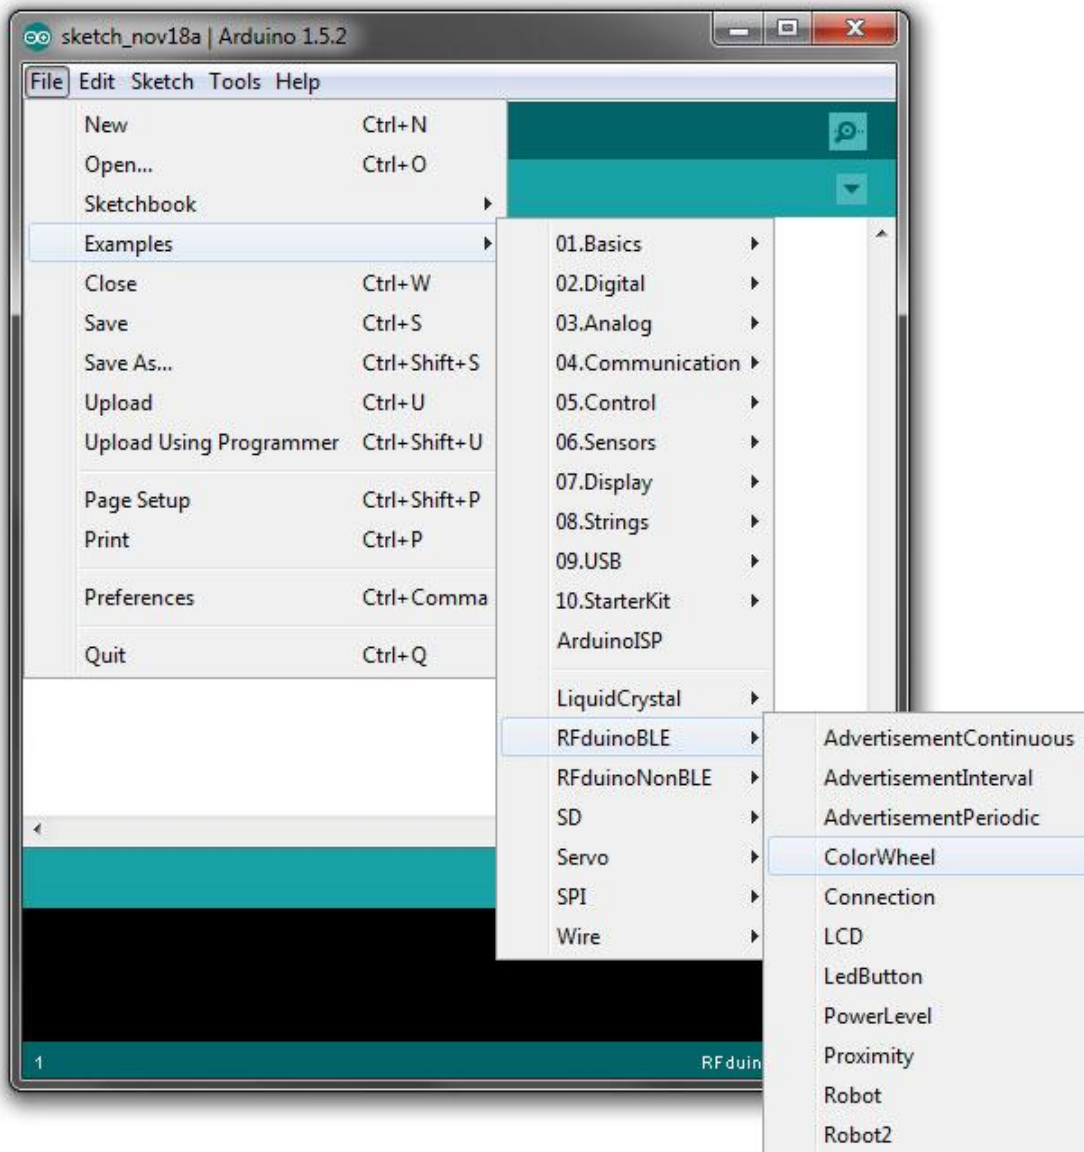 sketch_nov18a | Arduino 1.5.2
File Edit Sketch Tools Help
New Ctrl+N
Open... Ctrl+O
Sketchbook
Examples
Close Ctrl+W
Save Ctrl+S
Save As... Ctrl+Shift+S
Upload Ctrl+U
Upload Using Programmer Ctrl+Shift+U
Page Setup Ctrl+Shift+P
Print Ctrl+P
Preferences Ctrl+Comma
Quit Ctrl+Q
01.Basics
02.Digital
03.Analog
04.Communication
05.Control
06.Sensors
07.Display
08.Strings
09.USB
10.StarterKit
ArduinoISP
LiquidCrystal
RFduinoBLE
RFduinoNonBLE
SD
Servo
SPI
Wire
AdvertisementContinuous
AdvertisementInterval
AdvertisementPeriodic
ColorWheel
Connection
LCD
LedButton
PowerLevel
Proximity
Robot
Robot2
1 RFduin